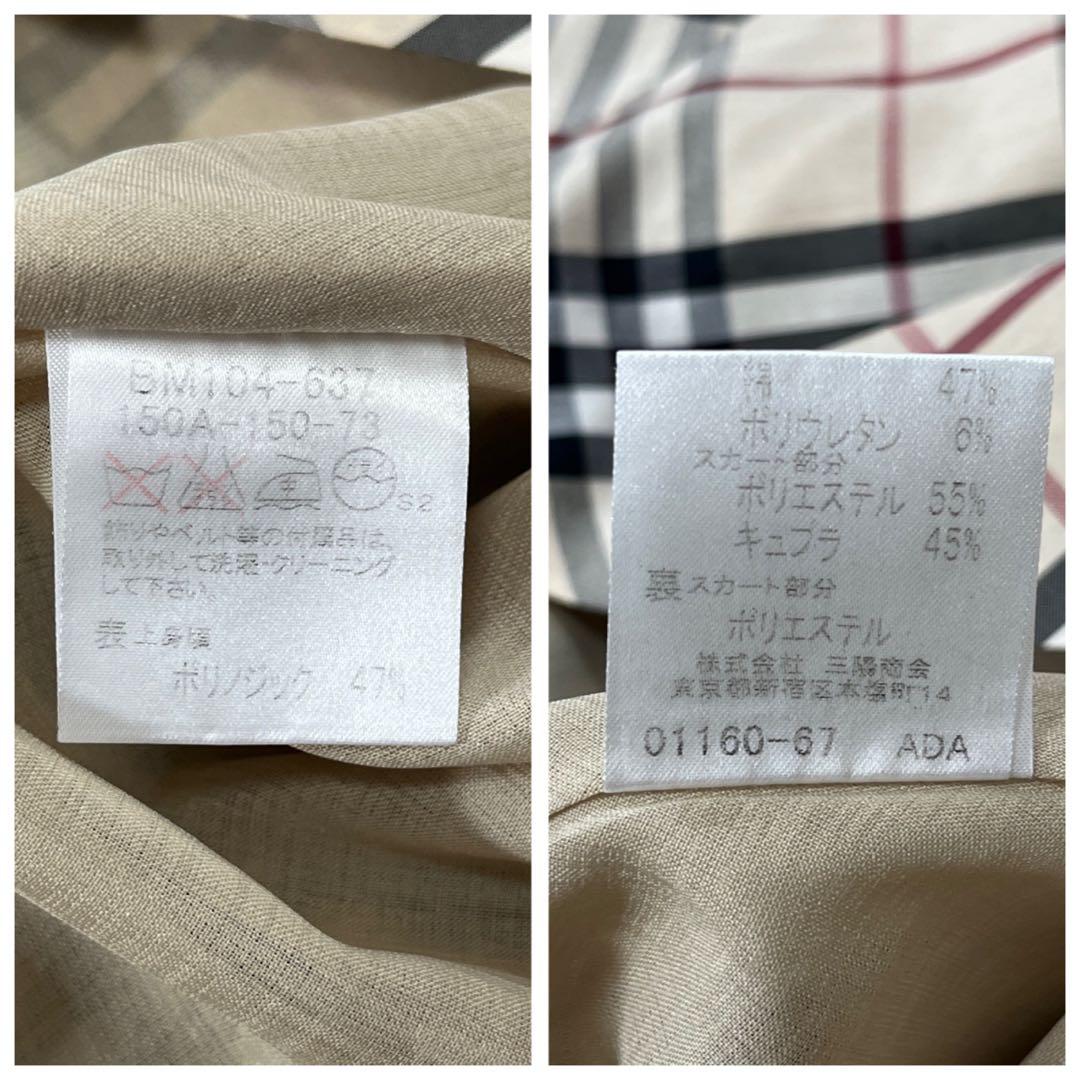 BM104-637
150A-150-73
ドライ
S2
飾りやベルト等の付属品は、
取り外して洗濯・クリーニング
して下さい。
表 上身頃
ポリノジック 47%
綿 47%
ポリウレタン 6%
スカート部分
ポリエステル 55%
キュプラ 45%
裏 スカート部分
ポリエステル
株式会社 三陽商会
東京都新宿区本塩町14
01160-67 ADA